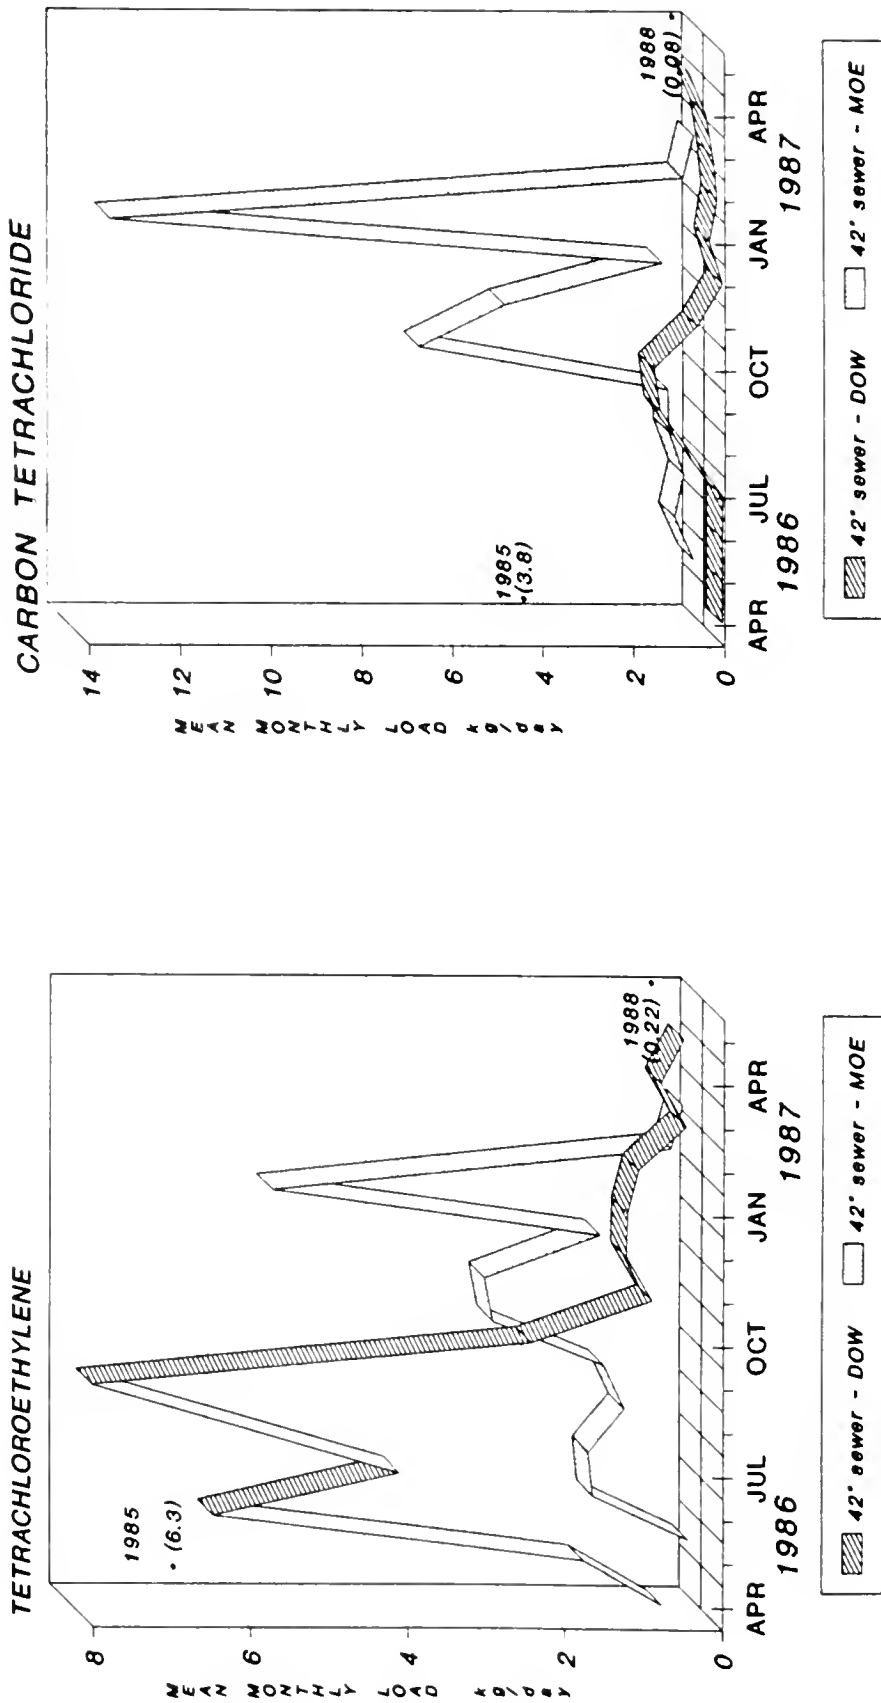 TETRACHLOROETHYLENE
MEAN MONTHLY LOAD kg/day
8
6
4
2
0
1985
(6.3)
1988
(0.22)
APR
JUL
OCT
JAN
APR
1986
1987
42" sewer - DOW
42" sewer - MOE
CARBON TETRACHLORIDE
MEAN MONTHLY LOAD kg/day
14
12
10
8
6
4
2
0
1985
(3.8)
1988
(0.08)
APR
JUL
OCT
JAN
APR
1986
1987
42" sewer - DOW
42" sewer - MOE